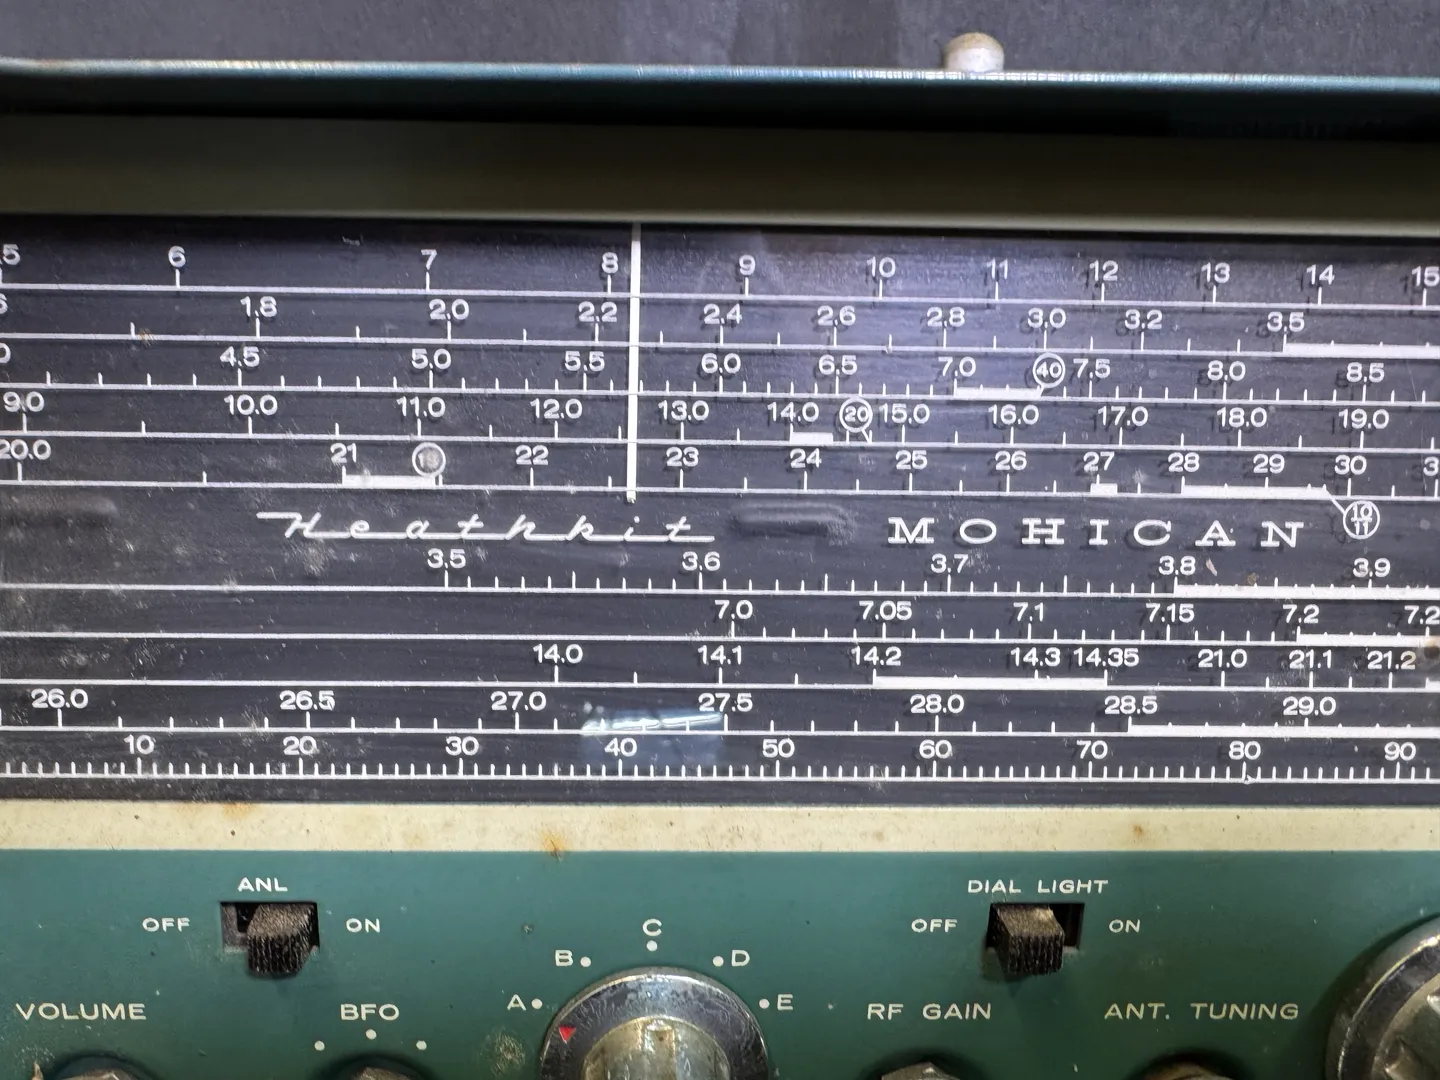 5 6 7 8 9 10 11 12 13 14 15
6 1.8 2.0 2.2 2.4 2.6 2.8 3.0 3.2 3.5
0 4.5 5.0 5.5 6.0 6.5 7.0 40 7.5 8.0 8.5
9.0 10.0 11.0 12.0 13.0 14.0 20 15.0 16.0 17.0 18.0 19.0
20.0 21 22 23 24 25 26 27 28 29 30 3
Heathkit MOHICAN 10 11
3.5 3.6 3.7 3.8 3.9
7.0 7.05 7.1 7.15 7.2 7.2
14.0 14.1 14.2 14.3 14.35 21.0 21.1 21.2
26.0 26.5 27.0 27.5 28.0 28.5 29.0
10 20 30 40 50 60 70 80 90
ANL DIAL LIGHT
OFF ON C OFF ON
B D
A E
VOLUME BFO RF GAIN ANT. TUNING